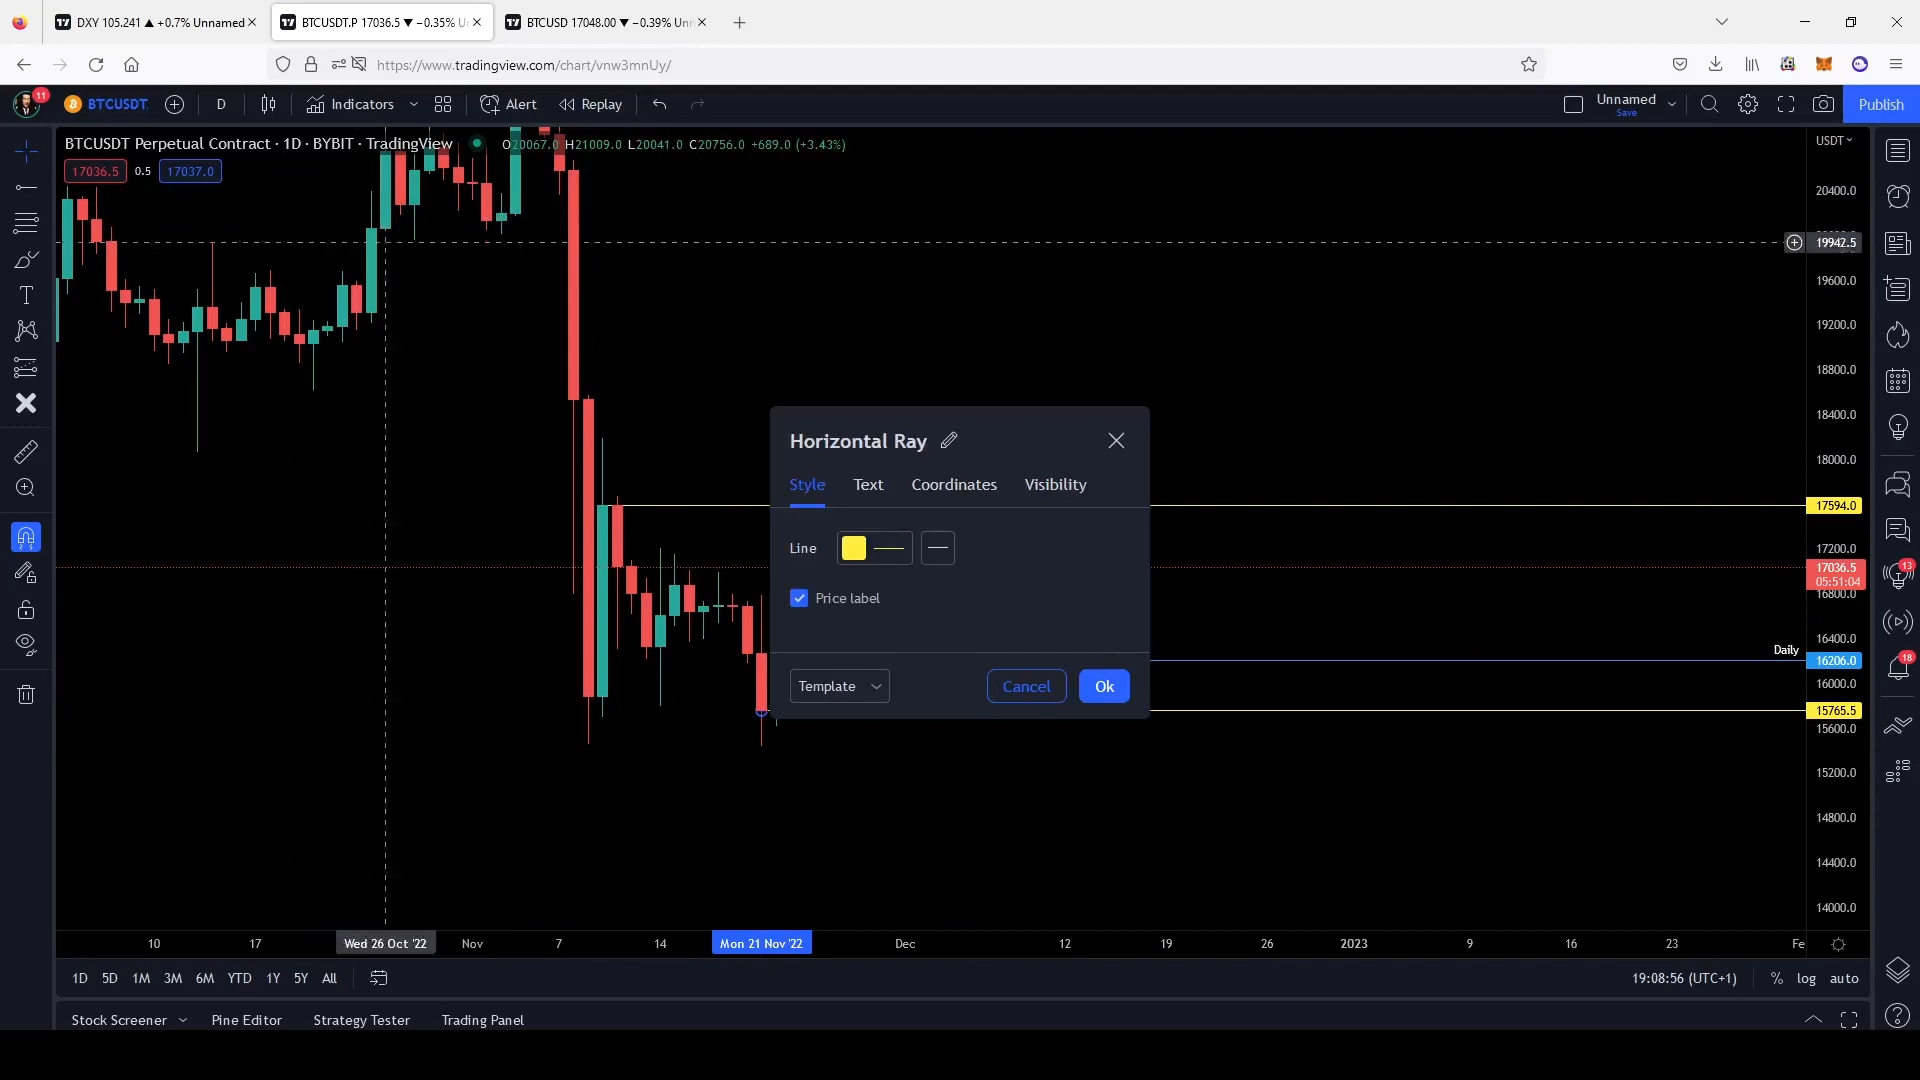 DXY 105.241 ▲ +0.7% Unnamed
BTCUSDT.P 17036.5 ▼ −0.35% Un
BTCUSD 17048.00 ▼ −0.39% Unn
https://www.tradingview.com/chart/vnw3mnUy/
11
BTCUSDT
D
Indicators
Alert
Replay
Unnamed
Save
Publish
BTCUSDT Perpetual Contract · 1D · BYBIT · TradingView
O20067.0 H21009.0 L20041.0 C20756.0 +689.0 (+3.43%)
USDT
17036.5
0.5
17037.0
20400.0
19942.5
19600.0
19200.0
18800.0
18400.0
18000.0
17594.0
17200.0
17036.5
05:51:04
16800.0
16400.0
Daily
16206.0
16000.0
15765.5
15600.0
15200.0
14800.0
14400.0
14000.0
13
18
Horizontal Ray
Style Text Coordinates Visibility
Line
Price label
Template
Cancel
Ok
10 17 Wed 26 Oct '22 Nov 7 14 Mon 21 Nov '22 Dec 12 19 26 2023 9 16 23 Fe
1D 5D 1M 3M 6M YTD 1Y 5Y All
19:08:56 (UTC+1)
% log auto
Stock Screener Pine Editor Strategy Tester Trading Panel